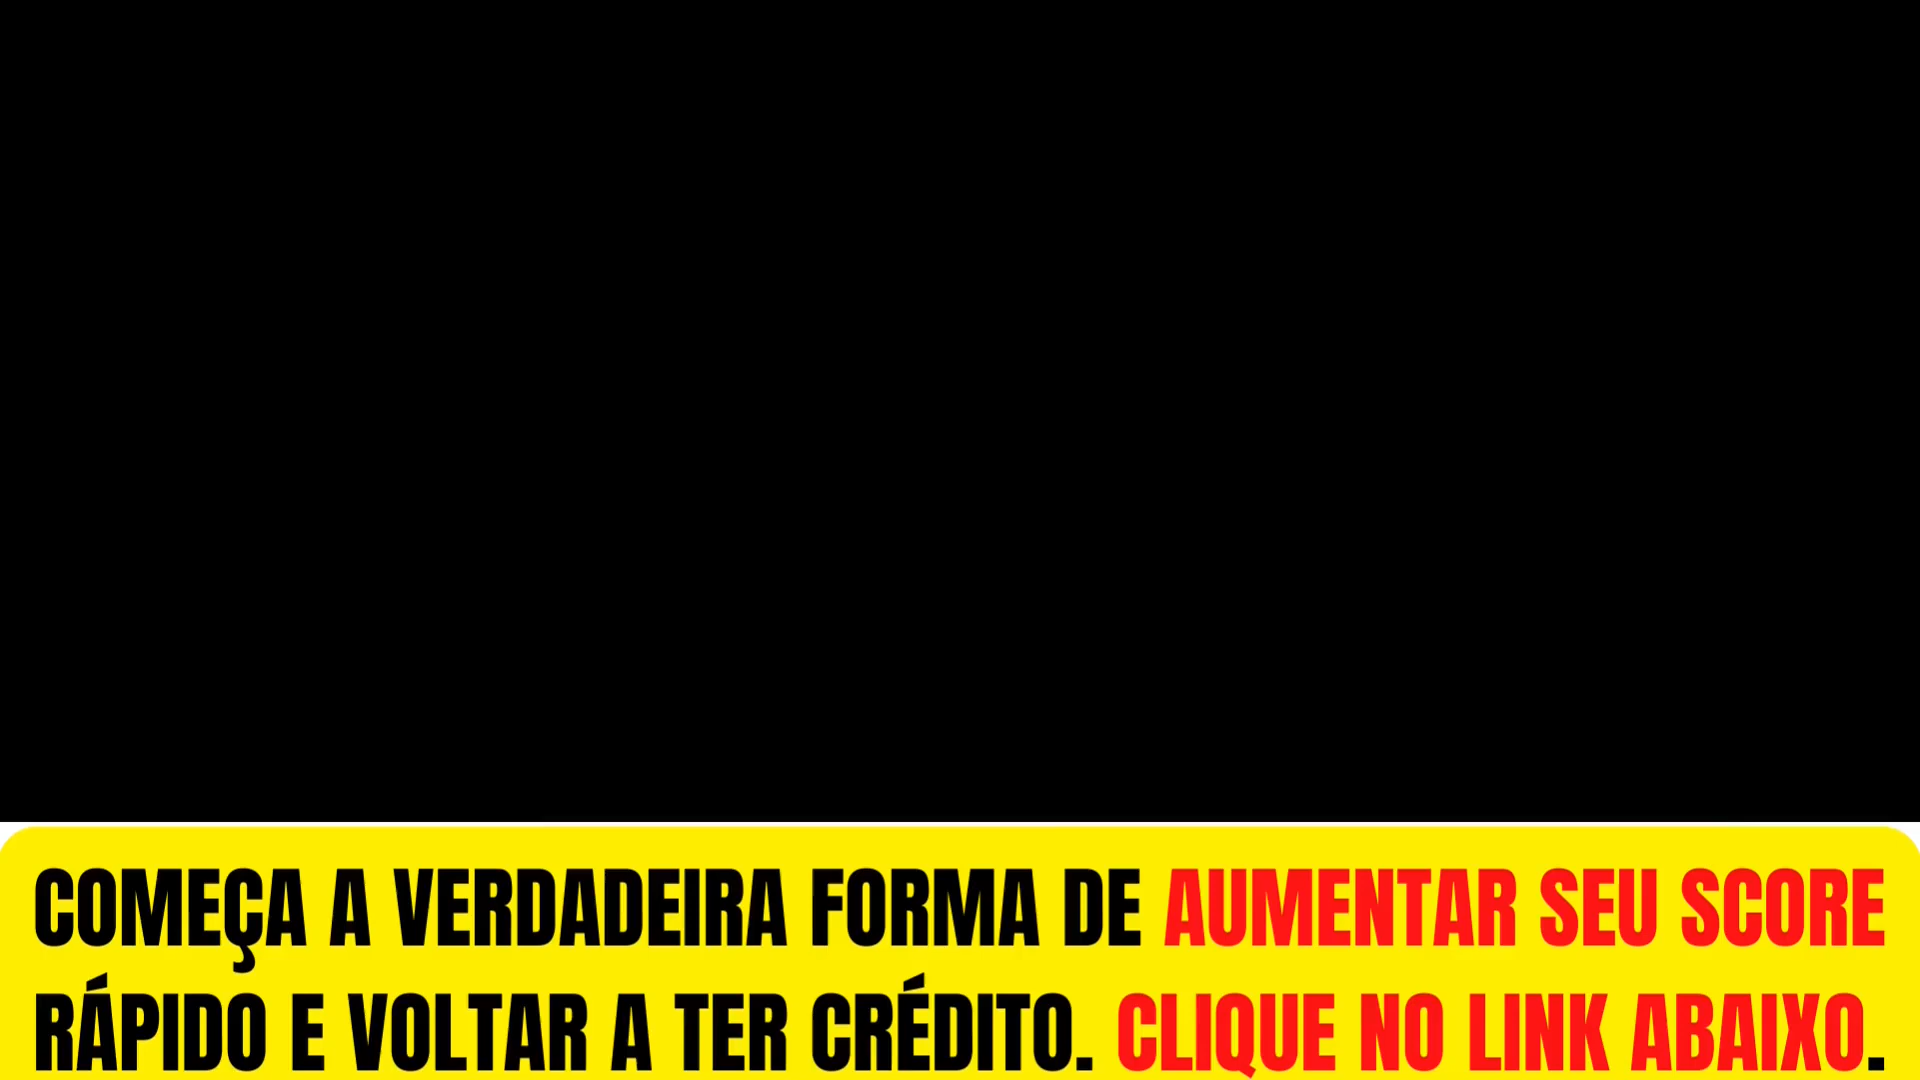 COMEÇA A VERDADEIRA FORMA DE AUMENTAR SEU SCORE
RÁPIDO E VOLTAR A TER CRÉDITO. CLIQUE NO LINK ABAIXO.